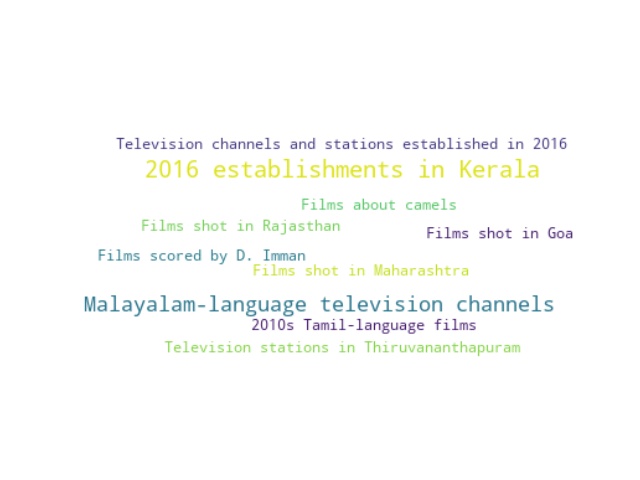 Television channels and stations established in 2016
2016 establishments in Kerala
Films about camels
Films shot in Rajasthan
Films shot in Goa
Films scored by D. Imman
Films shot in Maharashtra
Malayalam-language television channels
2010s Tamil-language films
Television stations in Thiruvananthapuram